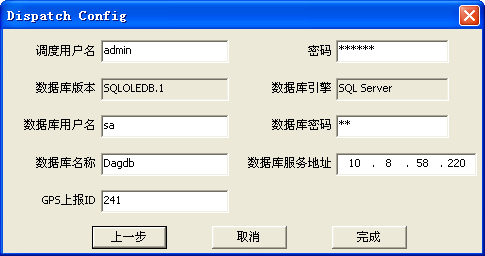 Dispatch Config
调度用户名 admin 密码 ******
数据库版本 SQLOLEDB.1 数据库引擎 SQL Server
数据库用户名 sa 数据库密码 **
数据库名称 Dagdb 数据库服务地址 10 . 8 . 58 . 220
GPS上报ID 241
上一步 取消 完成